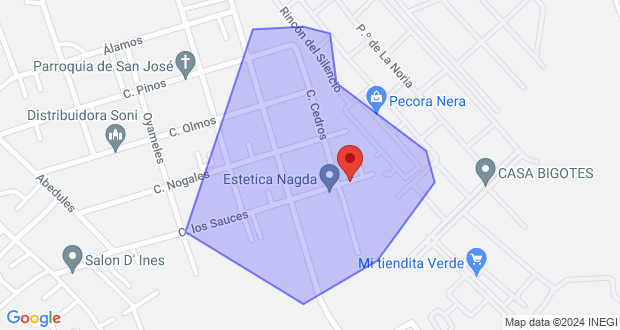 Álamos
Rincón del Silencio
P.º de La Noria
Parroquia de San José
C. Pinos
C. Cedros
Pecora Nera
Distribuidora Soni
Oyameles
C. Olmos
C. Nogales
Estetica Nagda
CASA BIGOTES
Abedules
C. los Sauces
Salon D' Ines
Mi tiendita Verde
Google
Map data ©2024 INEGI